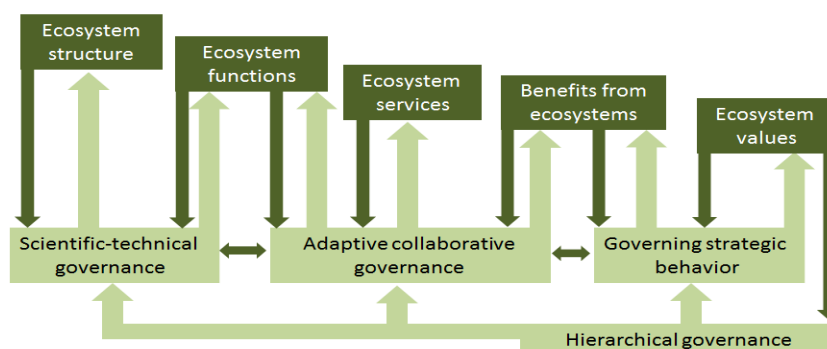 Ecosystem
structure
Ecosystem
functions
Ecosystem
services
Benefits from
ecosystems
Ecosystem
values
Scientific-technical
governance
Adaptive collaborative
governance
Governing strategic
behavior
Hierarchical governance